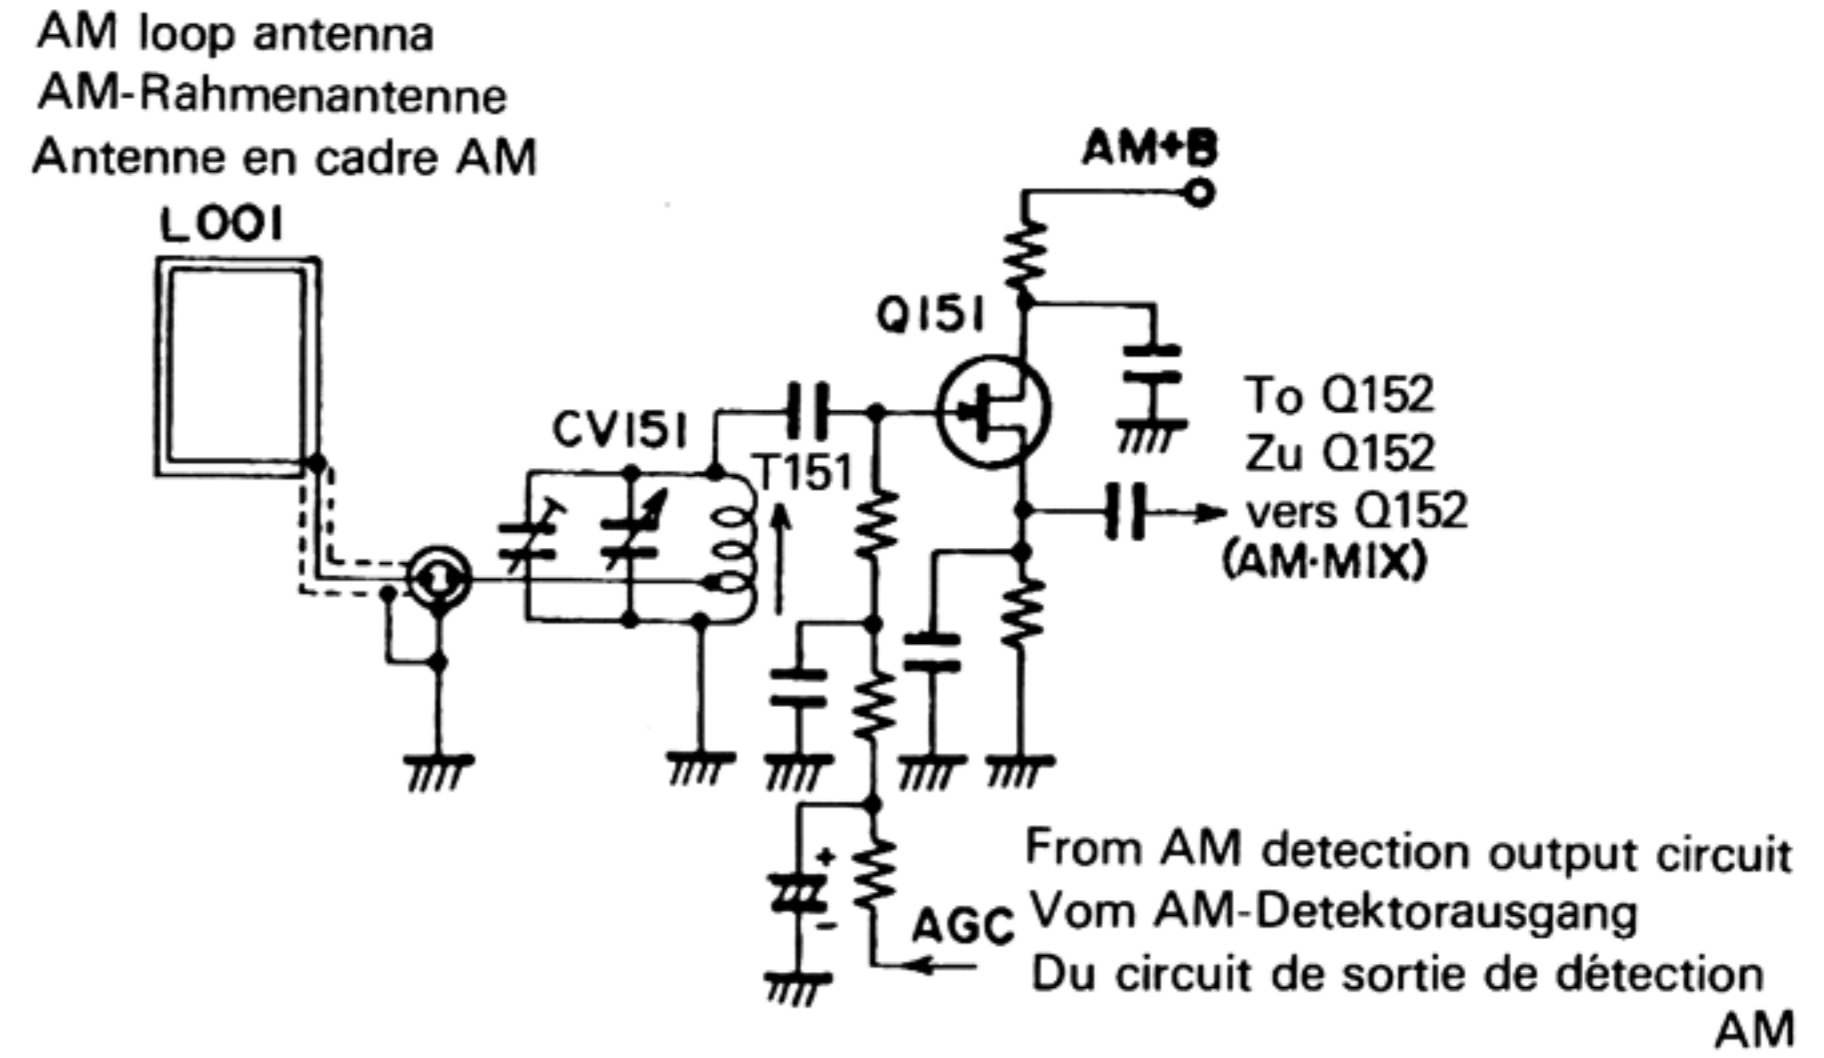 AM loop antenna
AM-Rahmenantenne
Antenne en cadre AM
L001
AM+B
Q151
CV151
T151
To Q152
Zu Q152
vers Q152
(AM·MIX)
+
-
AGC
From AM detection output circuit
Vom AM-Detektorausgang
Du circuit de sortie de détection
AM